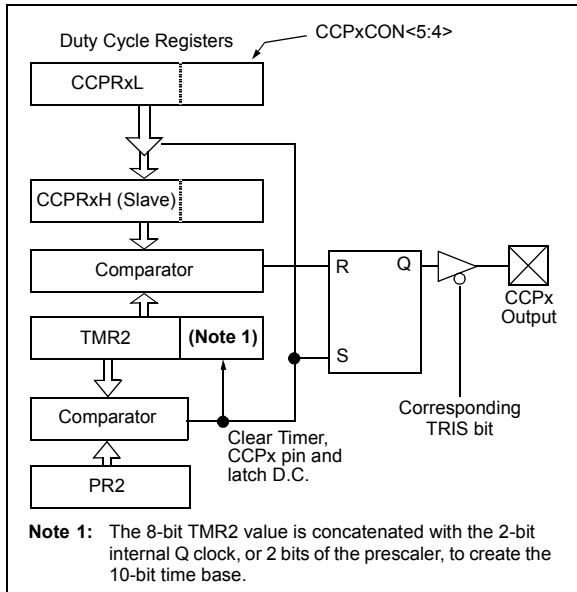 Duty Cycle Registers
CCPxCON<5:4>
CCPRxL
CCPRxH (Slave)
Comparator
R
Q
S
CCPx
Output
TMR2
(Note 1)
Comparator
Clear Timer,
CCPx pin and
latch D.C.
Corresponding
TRIS bit
PR2
Note 1: The 8-bit TMR2 value is concatenated with the 2-bit
internal Q clock, or 2 bits of the prescaler, to create the
10-bit time base.